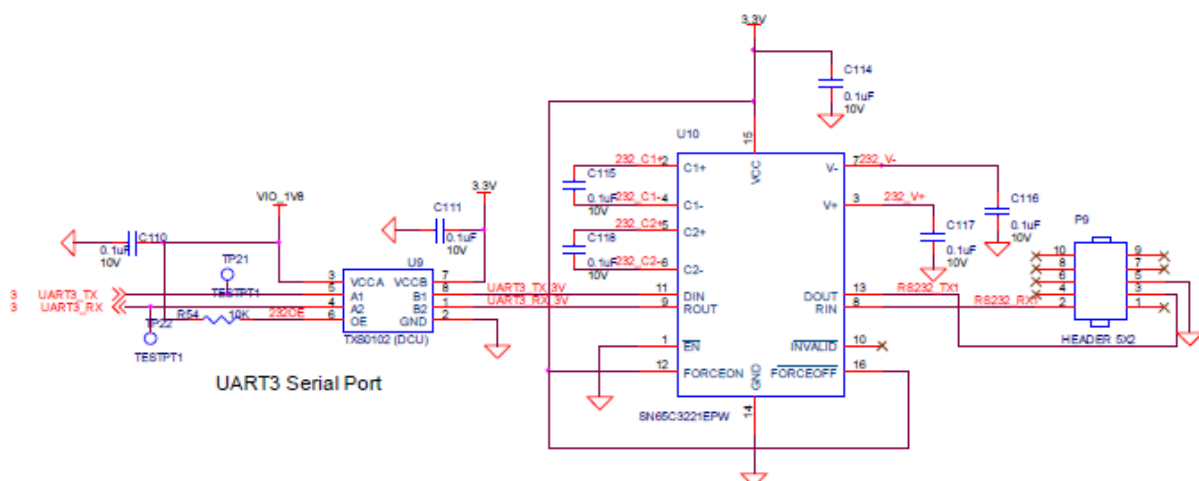 3.3V
C114
0.1uF
10V
U10
15
VCC
232_C1+ 2 C1+
C115
0.1uF
10V
232_C1- 4 C1-
232_C2+ 5 C2+
C118
0.1uF
10V
232_C2- 6 C2-
V- 7 232_V-
V+ 3 232_V+
C116
0.1uF
10V
C117
0.1uF
10V
P9
10 9
8 7
6 5
4 3
2 1
HEADER 5X2
VIO_1V8
C110
0.1uF
10V
3.3V
C111
0.1uF
10V
TP21
TESTPT1
U9
3 VCCA VCCB 7
5 A1 B1 8
4 A2 B2 1
6 OE GND 2
TXS0102 (DCU)
3 UART3_TX
3 UART3_RX
R54 10K 232OE
TP22
TESTPT1
UART3_TX_3V 11 DIN
UART3_RX_3V 9 ROUT
DOUT 13 RS232_TX1
RIN 8 RS232_RX1
1 EN
INVALID 10
12 FORCEON
FORCEOFF 16
GND
14
SN65C3221EPW
UART3 Serial Port